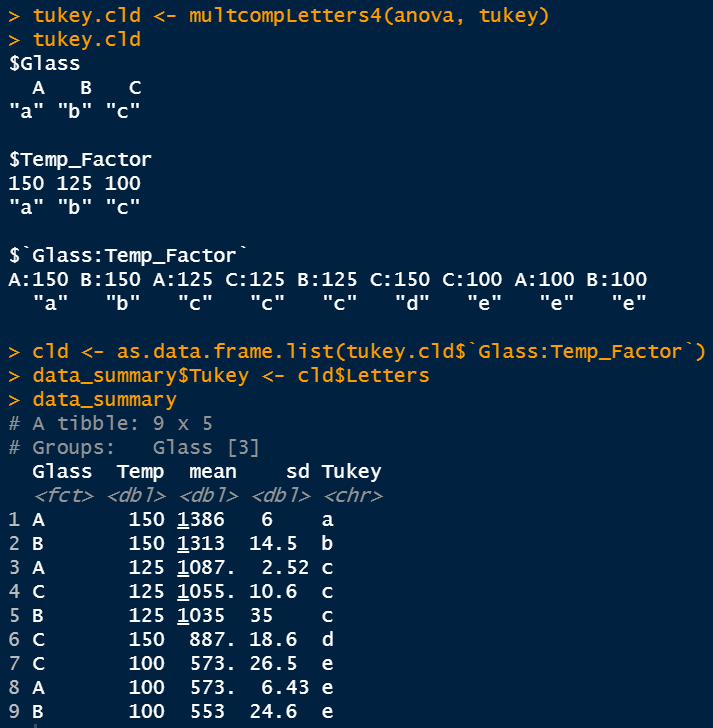 > tukey.cld <- multcompLetters4(anova, tukey)
> tukey.cld
$Glass
  A   B   C
"a" "b" "c"

$Temp_Factor
150 125 100
"a" "b" "c"

$`Glass:Temp_Factor`
A:150 B:150 A:125 C:125 B:125 C:150 C:100 A:100 B:100
  "a"   "b"   "c"   "c"   "c"   "d"   "e"   "e"   "e"

> cld <- as.data.frame.list(tukey.cld$`Glass:Temp_Factor`)
> data_summary$Tukey <- cld$Letters
> data_summary
# A tibble: 9 x 5
# Groups:   Glass [3]
  Glass  Temp  mean    sd Tukey
  <fct> <dbl> <dbl> <dbl> <chr>
1 A       150 1386   6    a
2 B       150 1313  14.5  b
3 A       125 1087.  2.52 c
4 C       125 1055. 10.6  c
5 B       125 1035  35    c
6 C       150  887. 18.6  d
7 C       100  573. 26.5  e
8 A       100  573.  6.43 e
9 B       100  553  24.6  e